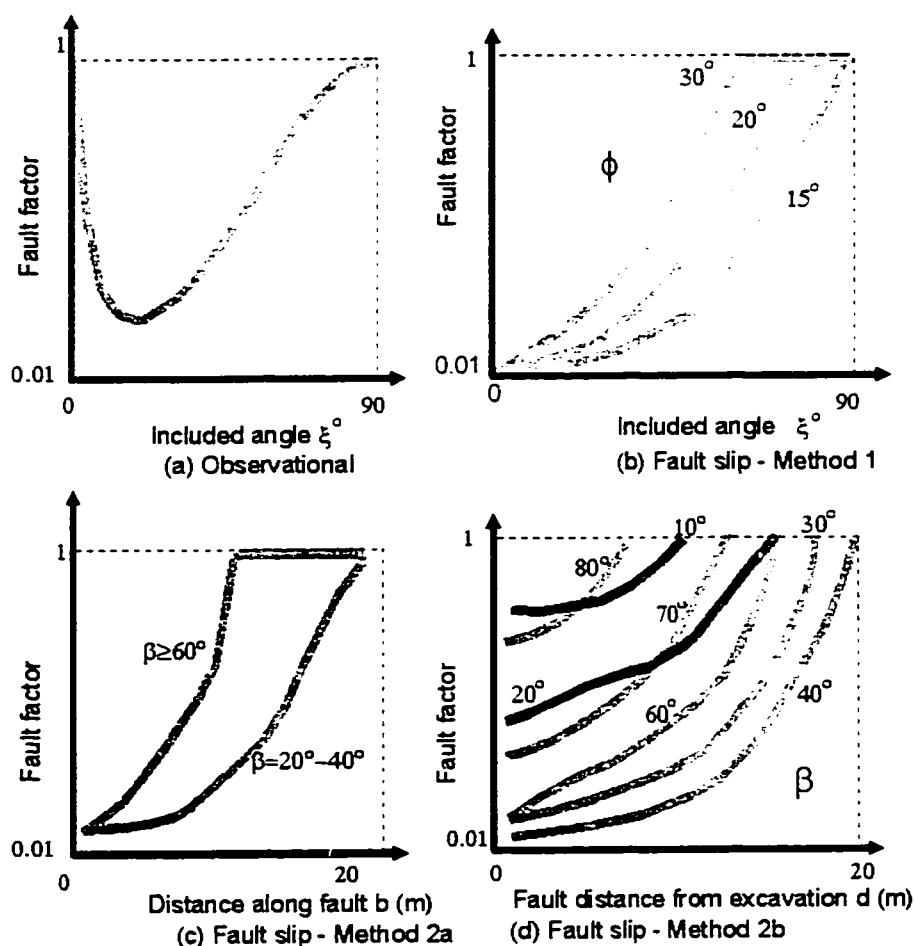 1
Fault factor
0.01
0
90
Included angle ξ°
(a) Observational
1
30°
20°
15°
ϕ
Fault factor
0.01
0
90
Included angle ξ°
(b) Fault slip - Method 1
1
β≥60°
β=20°-40°
Fault factor
0.01
0
20
Distance along fault b (m)
(c) Fault slip - Method 2a
1
10°
30°
80°
70°
20°
60°
40°
β
Fault factor
0.01
0
20
Fault distance from excavation d (m)
(d) Fault slip - Method 2b